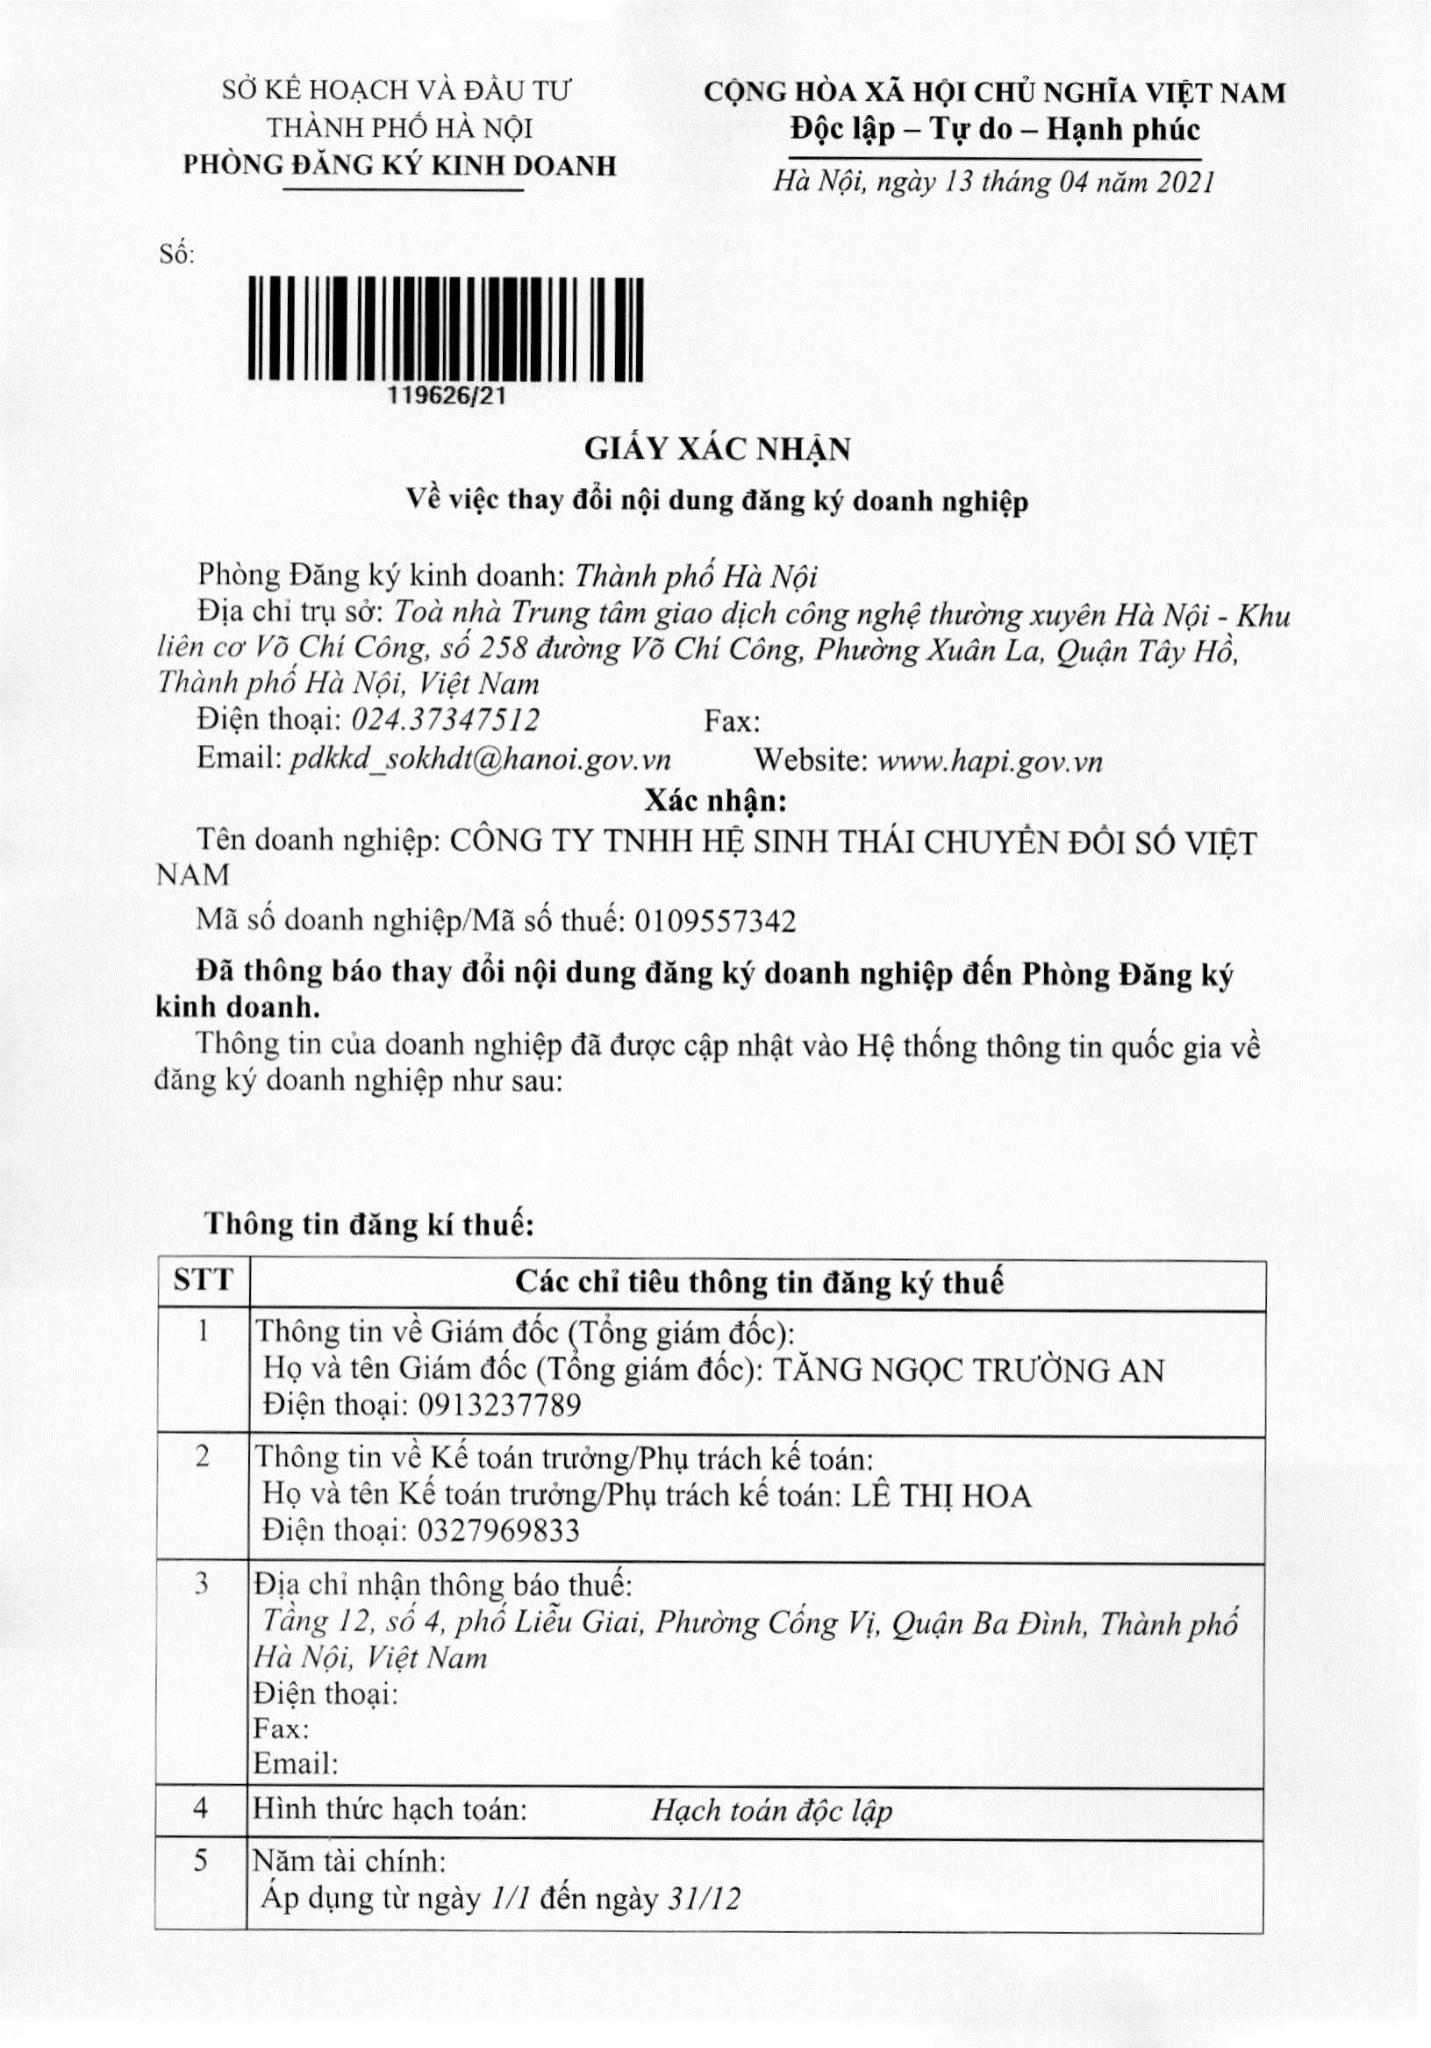 SỞ KẾ HOẠCH VÀ ĐẦU TƯ
THÀNH PHỐ HÀ NỘI
PHÒNG ĐĂNG KÝ KINH DOANH
CỘNG HÒA XÃ HỘI CHỦ NGHĨA VIỆT NAM
Độc lập – Tự do – Hạnh phúc
Hà Nội, ngày 13 tháng 04 năm 2021
Số:
119626/21
GIẤY XÁC NHẬN
Về việc thay đổi nội dung đăng ký doanh nghiệp
Phòng Đăng ký kinh doanh: Thành phố Hà Nội
Địa chỉ trụ sở: Toà nhà Trung tâm giao dịch công nghệ thường xuyên Hà Nội - Khu
liên cơ Võ Chí Công, số 258 đường Võ Chí Công, Phường Xuân La, Quận Tây Hồ,
Thành phố Hà Nội, Việt Nam
Điện thoại: 024.37347512 Fax:
Email: pdkkd_sokhdt@hanoi.gov.vn Website: www.hapi.gov.vn
Xác nhận:
Tên doanh nghiệp: CÔNG TY TNHH HỆ SINH THÁI CHUYỂN ĐỔI SỐ VIỆT
NAM
Mã số doanh nghiệp/Mã số thuế: 0109557342
Đã thông báo thay đổi nội dung đăng ký doanh nghiệp đến Phòng Đăng ký
kinh doanh.
Thông tin của doanh nghiệp đã được cập nhật vào Hệ thống thông tin quốc gia về
đăng ký doanh nghiệp như sau:
Thông tin đăng kí thuế:
STT Các chỉ tiêu thông tin đăng ký thuế
1 Thông tin về Giám đốc (Tổng giám đốc):
Họ và tên Giám đốc (Tổng giám đốc): TĂNG NGỌC TRƯỜNG AN
Điện thoại: 0913237789
2 Thông tin về Kế toán trưởng/Phụ trách kế toán:
Họ và tên Kế toán trưởng/Phụ trách kế toán: LÊ THỊ HOA
Điện thoại: 0327969833
3 Địa chỉ nhận thông báo thuế:
Tầng 12, số 4, phố Liễu Giai, Phường Cống Vị, Quận Ba Đình, Thành phố
Hà Nội, Việt Nam
Điện thoại:
Fax:
Email:
4 Hình thức hạch toán: Hạch toán độc lập
5 Năm tài chính:
Áp dụng từ ngày 1/1 đến ngày 31/12